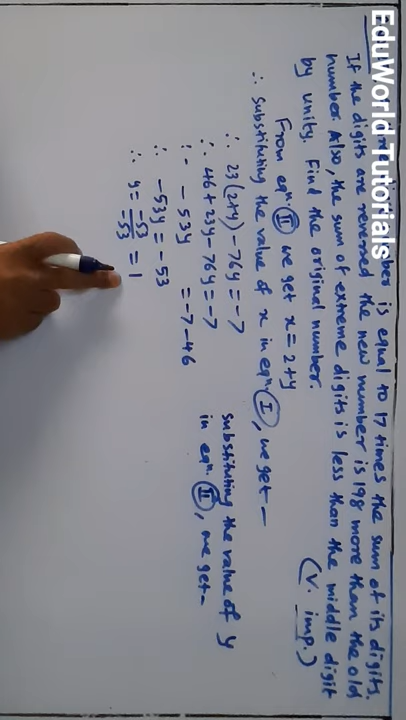 EduWorld Tutorials
is equal to 17 times the sum of its digits.
If the digits are reversed the new number is 198 more than the old
number. Also, the sum of extreme digits is less than the middle digit
by unity. Find the original number. (V. imp.)
From eqn. (II) we get x = 2+y
∴ substituting the value of x in eqn. (I), we get -
∴ 23(2+y) - 76y = -7
∴ 46 + 23y - 76y = -7
∴ - 53y = -7 - 46
∴ -53y = -53
∴ y = -53/-53 = 1
substituting the value of y
in eqn. (II), we get -